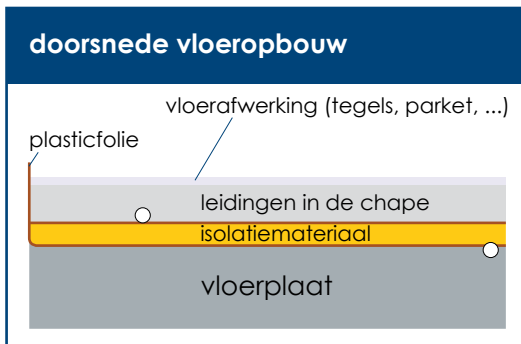 doorsnede vloeropbouw
vloerafwerking (tegels, parket, ...)
plasticfolie
leidingen in de chape
isolatiemateriaal
vloerplaat